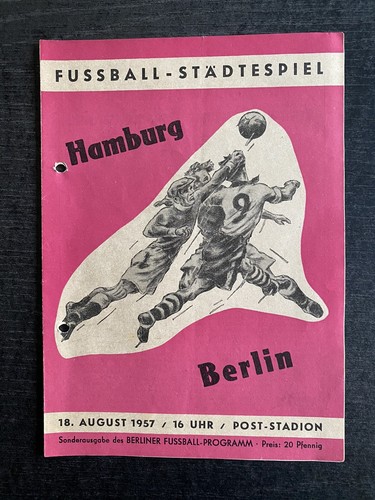 FUSSBALL-STÄDTESPIEL
Hamburg
9
Berlin
18. AUGUST 1957 / 16 UHR / POST-STADION
Sonderausgabe des BERLINER FUSSBALL-PROGRAMM · Preis: 20 Pfennig